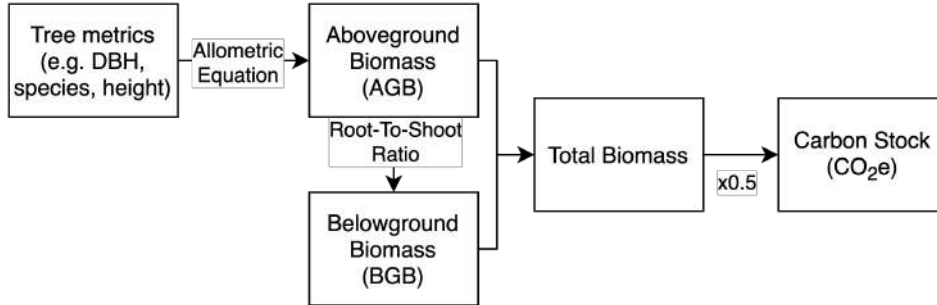 Tree metrics
(e.g. DBH,
species, height)
Allometric
Equation
Aboveground
Biomass
(AGB)
Root-To-Shoot
Ratio
Belowground
Biomass
(BGB)
Total Biomass
x0.5
Carbon Stock
(CO₂e)